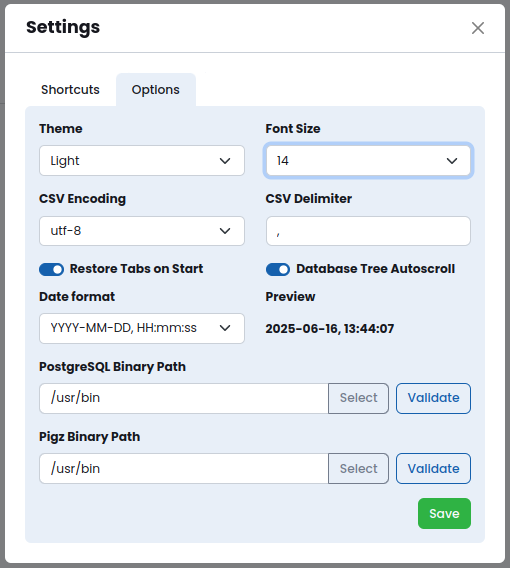 Settings
Shortcuts Options
Theme Font Size
Light 14
CSV Encoding CSV Delimiter
utf-8 ,
Restore Tabs on Start Database Tree Autoscroll
Date format Preview
YYYY-MM-DD, HH:mm:ss 2025-06-16, 13:44:07
PostgreSQL Binary Path
/usr/bin Select Validate
Pigz Binary Path
/usr/bin Select Validate
Save